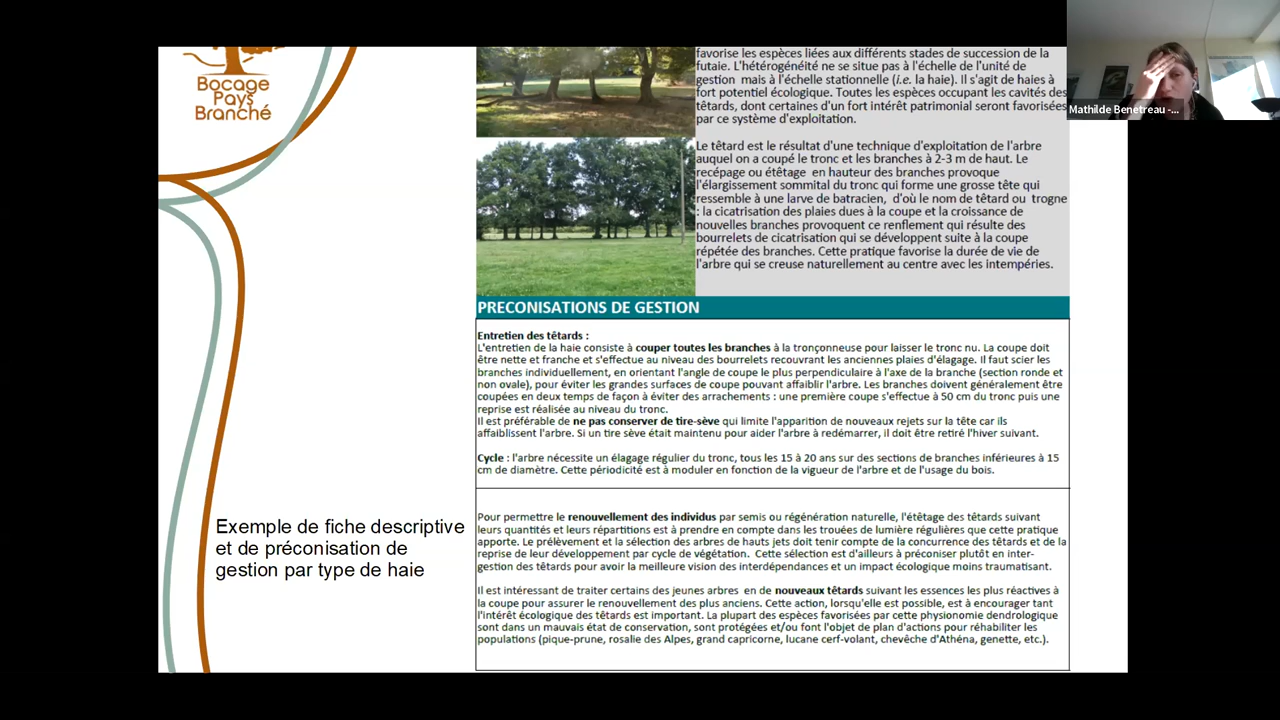 Bocage
Pays
Branché
favorise les espèces liées aux différents stades de succession de la
futaie. L'hétérogénéité ne se situe pas à l'échelle de l'unité de
gestion mais à l'échelle stationnelle (i.e. la haie). Il s'agit de haies à
fort potentiel écologique. Toutes les espèces occupant les cavités des
têtards, dont certaines d'un fort intérêt patrimonial seront favorisées
par ce système d'exploitation.
Le têtard est le résultat d'une technique d'exploitation de l'arbre
auquel on a coupé le tronc et les branches à 2-3 m de haut. Le
recépage ou étêtage en hauteur des branches provoque
l'élargissement sommital du tronc qui forme une grosse tête qui
ressemble à une larve de batracien, d'où le nom de têtard ou trogne
: la cicatrisation des plaies dues à la coupe et la croissance de
nouvelles branches provoquent ce renflement qui résulte des
bourrelets de cicatrisation qui se développent suite à la coupe
répétée des branches. Cette pratique favorise la durée de vie de
l'arbre qui se creuse naturellement au centre avec les intempéries.
PRECONISATIONS DE GESTION
Entretien des têtards :
L'entretien de la haie consiste à couper toutes les branches à la tronçonneuse pour laisser le tronc nu. La coupe doit
être nette et franche et s'effectue au niveau des bourrelets recouvrant les anciennes plaies d'élagage. Il faut scier les
branches individuellement, en orientant l'angle de coupe le plus perpendiculaire à l'axe de la branche (section ronde et
non ovale), pour éviter les grandes surfaces de coupe pouvant affaiblir l'arbre. Les branches doivent généralement être
coupées en deux temps de façon à éviter des arrachements : une première coupe s'effectue à 50 cm du tronc puis une
reprise est réalisée au niveau du tronc.
Il est préférable de ne pas conserver de tire-sève qui limite l'apparition de nouveaux rejets sur la tête car ils
affaiblissent l'arbre. Si un tire sève était maintenu pour aider l'arbre à redémarrer, il doit être retiré l'hiver suivant.
Cycle : l'arbre nécessite un élagage régulier du tronc, tous les 15 à 20 ans sur des sections de branches inférieures à 15
cm de diamètre. Cette périodicité est à moduler en fonction de la vigueur de l'arbre et de l'usage du bois.
Pour permettre le renouvellement des individus par semis ou régénération naturelle, l'étêtage des têtards suivant
leurs quantités et leurs répartitions est à prendre en compte dans les trouées de lumière régulières que cette pratique
apporte. Le prélèvement et la sélection des arbres de hauts jets doit tenir compte de la concurrence des têtards et de la
reprise de leur développement par cycle de végétation. Cette sélection est d'ailleurs à préconiser plutôt en inter-
gestion des têtards pour avoir la meilleure vision des interdépendances et un impact écologique moins traumatisant.
Il est intéressant de traiter certains des jeunes arbres en de nouveaux têtards suivant les essences les plus réactives à
la coupe pour assurer le renouvellement des plus anciens. Cette action, lorsqu'elle est possible, est à encourager tant
l'intérêt écologique des têtards est important. La plupart des espèces favorisées par cette physionomie dendrologique
sont dans un mauvais état de conservation, sont protégées et/ou font l'objet de plan d'actions pour réhabiliter les
populations (pique-prune, rosalie des Alpes, grand capricorne, lucane cerf-volant, chevêche d'Athéna, genette, etc.).
Exemple de fiche descriptive
et de préconisation de
gestion par type de haie
Mathilde Benetreau -...